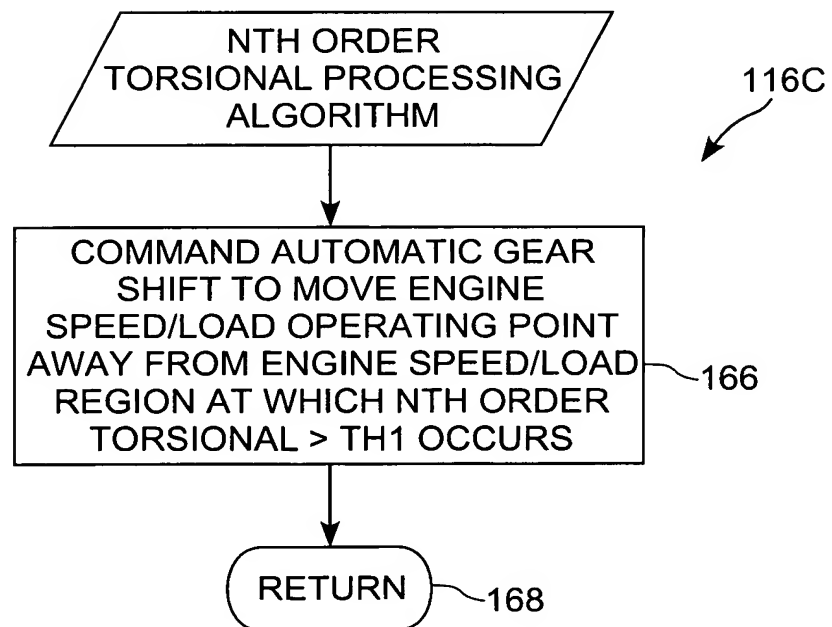 NTH ORDER
TORSIONAL PROCESSING
ALGORITHM
116C
COMMAND AUTOMATIC GEAR
SHIFT TO MOVE ENGINE
SPEED/LOAD OPERATING POINT
AWAY FROM ENGINE SPEED/LOAD
REGION AT WHICH NTH ORDER
TORSIONAL > TH1 OCCURS
166
RETURN
168